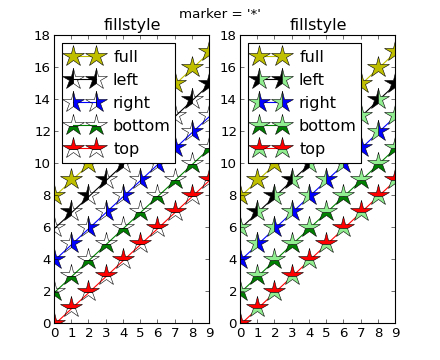 marker = '*'
fillstyle
18
16
14
12
10
8
6
4
2
0
full
left
right
bottom
top
0 1 2 3 4 5 6 7 8 9
fillstyle
18
16
14
12
10
8
6
4
2
0
full
left
right
bottom
top
0 1 2 3 4 5 6 7 8 9